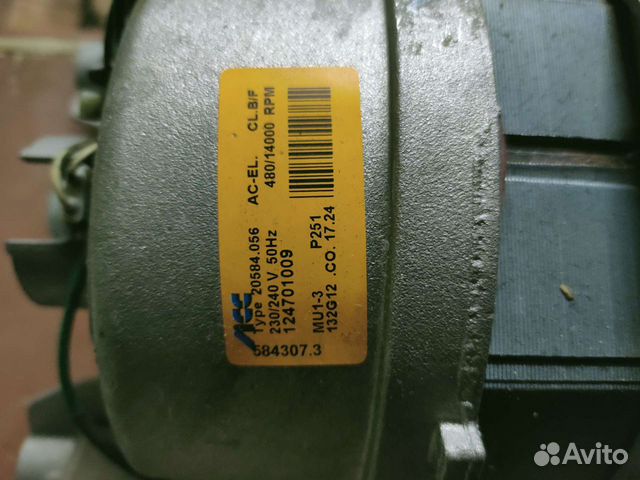 ACC
Type 20584.056 AC-EL. CL.B/F
230/240 V 50Hz 480/14000 RPM
124701009
MU1-3 P251
132G12 .CO. 17.24
584307.3
Avito